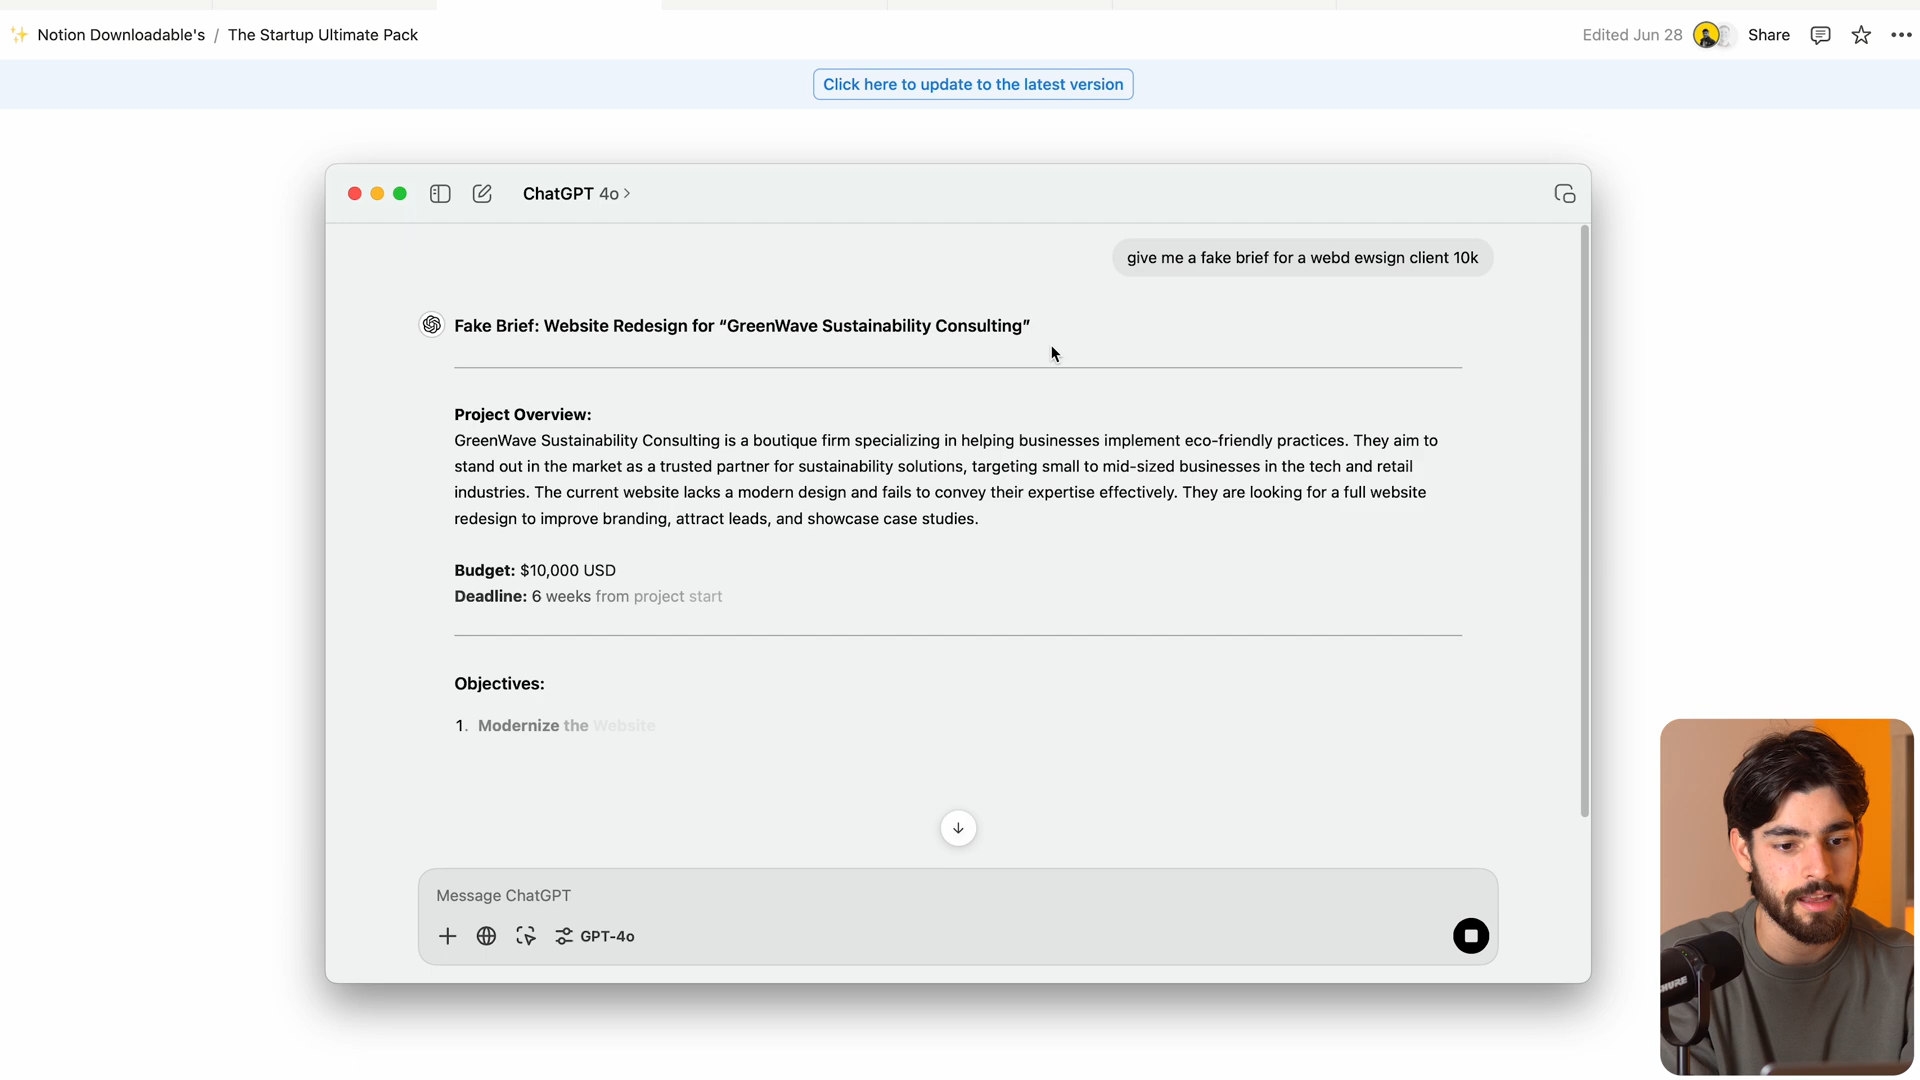 Notion Downloadable's / The Startup Ultimate Pack
Edited Jun 28
Share
Click here to update to the latest version
ChatGPT 4o >
give me a fake brief for a webd ewsign client 10k
Fake Brief: Website Redesign for “GreenWave Sustainability Consulting”
Project Overview:
GreenWave Sustainability Consulting is a boutique firm specializing in helping businesses implement eco-friendly practices. They aim to
stand out in the market as a trusted partner for sustainability solutions, targeting small to mid-sized businesses in the tech and retail
industries. The current website lacks a modern design and fails to convey their expertise effectively. They are looking for a full website
redesign to improve branding, attract leads, and showcase case studies.
Budget: $10,000 USD
Deadline: 6 weeks from project start
Objectives:
1. Modernize the Website
Message ChatGPT
GPT-4o
SHURE